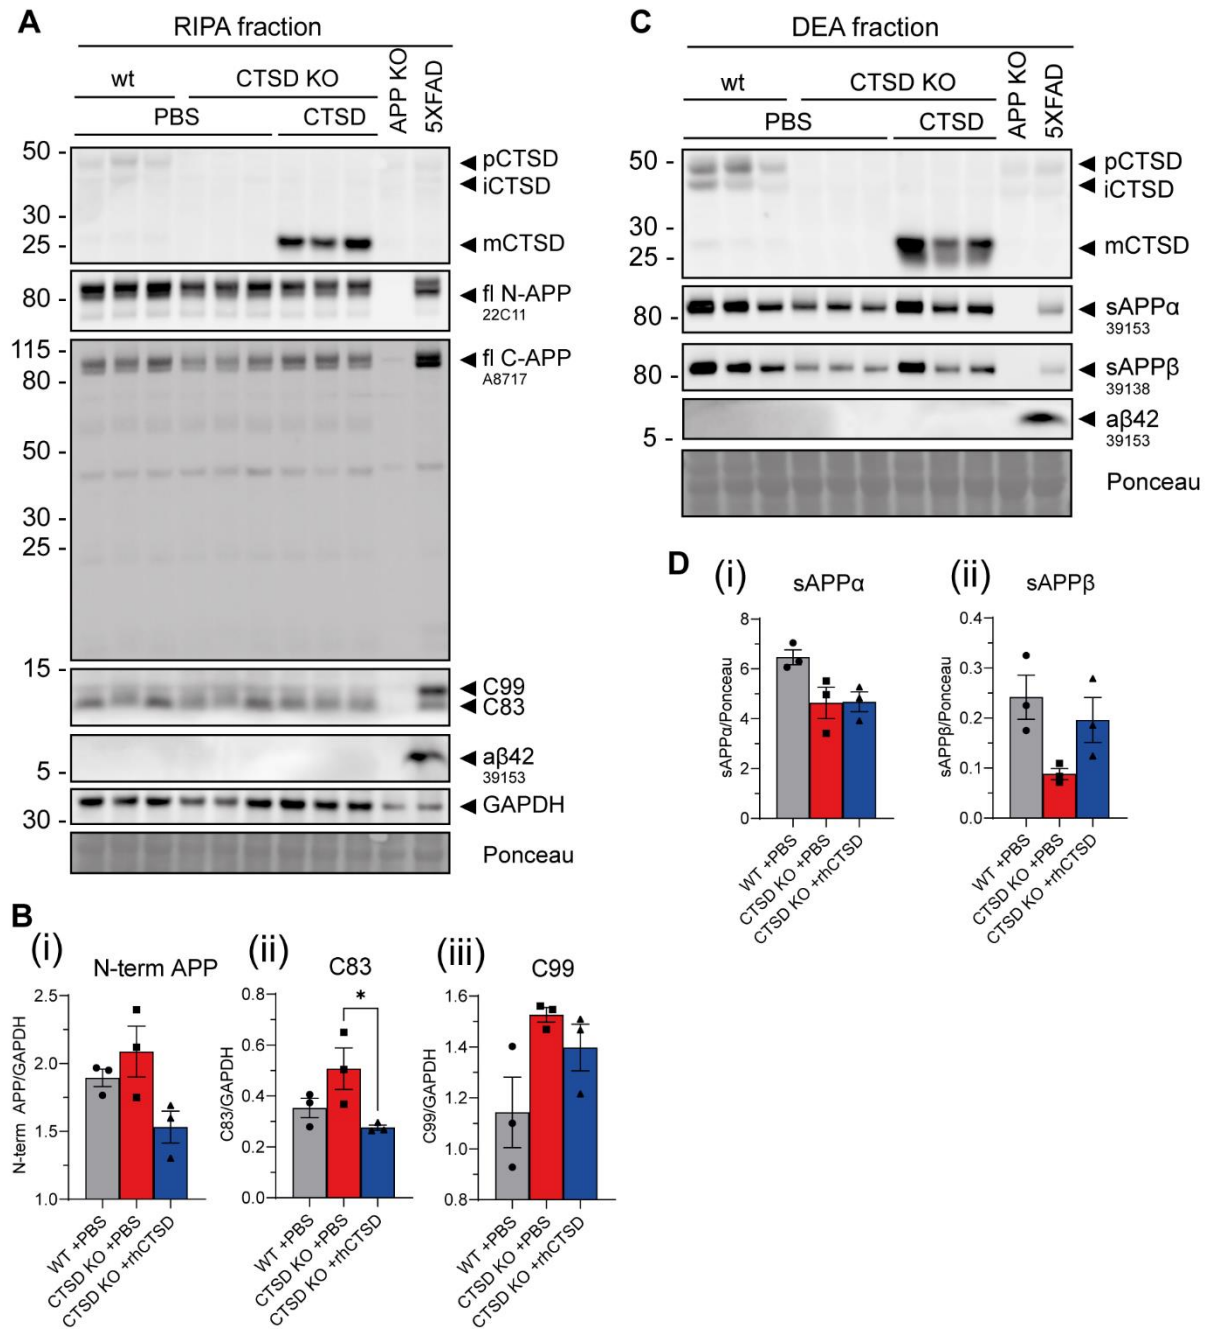 A
RIPA fraction
wt
CTSD KO
APP KO
5XFAD
PBS
CTSD
50 -
pCTSD
iCTSD
30 -
25 -
mCTSD
80 -
fl N-APP
22C11
115 -
fl C-APP
A8717
80 -
50 -
30 -
25 -
15 -
C99
C83
aβ42
39153
5 -
GAPDH
30 -
Ponceau
C
DEA fraction
wt
CTSD KO
APP KO
5XFAD
PBS
CTSD
50 -
pCTSD
iCTSD
30 -
mCTSD
25 -
sAPPα
39153
80 -
sAPPβ
39138
80 -
aβ42
39153
5 -
Ponceau
B
(i)
N-term APP
N-term APP/GAPDH
2.5
2.0
1.5
1.0
WT +PBS
CTSD KO +PBS
CTSD KO +rhCTSD
(ii)
C83
C83/GAPDH
0.8
0.6
0.4
0.2
0.0
*
WT +PBS
CTSD KO +PBS
CTSD KO +rhCTSD
(iii)
C99
C99/GAPDH
1.6
1.4
1.2
1.0
0.8
WT +PBS
CTSD KO +PBS
CTSD KO +rhCTSD
D
(i)
sAPPα
sAPPα/Ponceau
8
6
4
2
0
WT +PBS
CTSD KO +PBS
CTSD KO +rhCTSD
(ii)
sAPPβ
sAPPβ/Ponceau
0.4
0.3
0.2
0.1
0.0
WT +PBS
CTSD KO +PBS
CTSD KO +rhCTSD